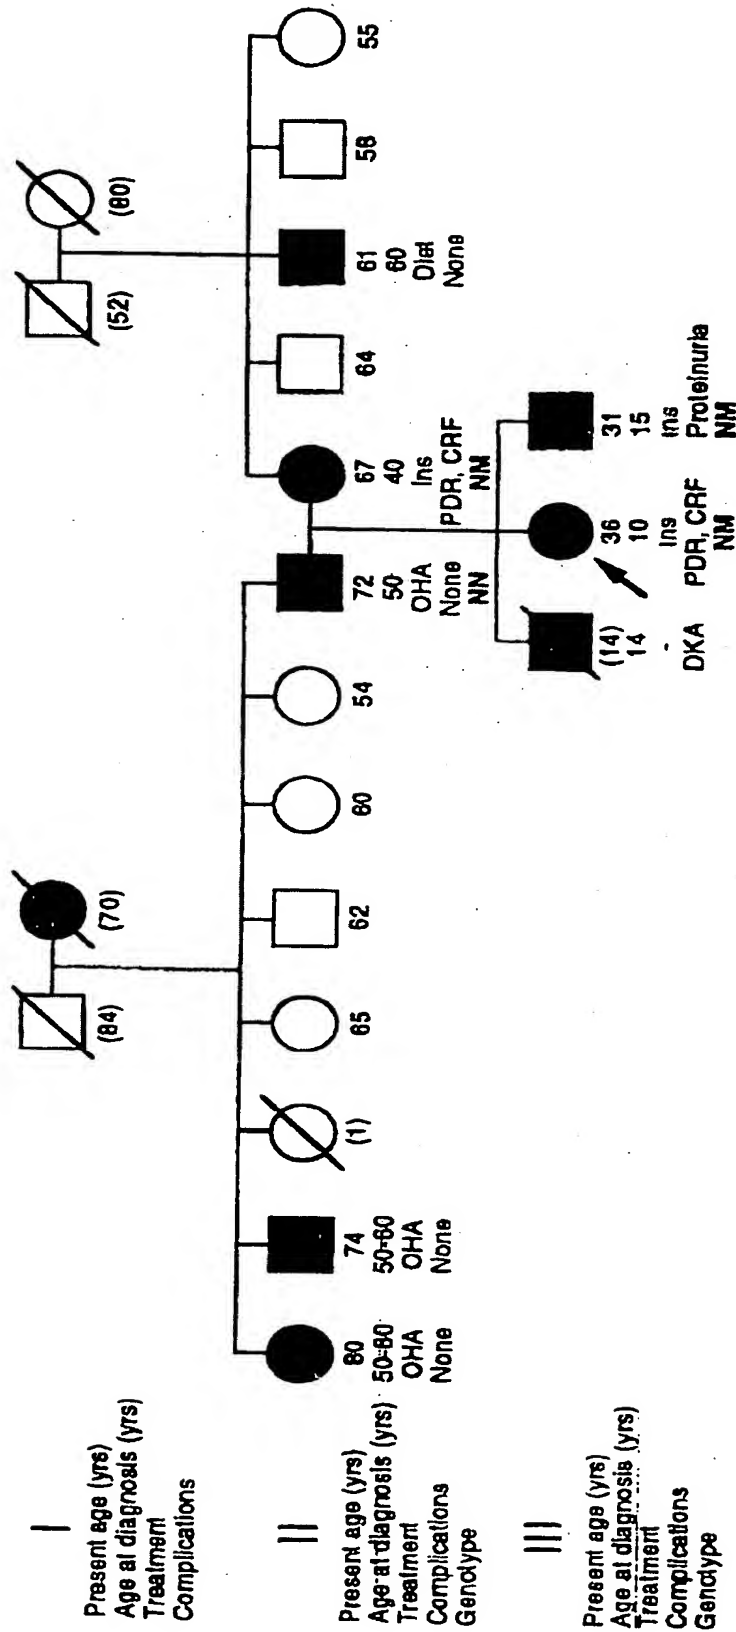 I
Present age (yrs)
Age at diagnosis (yrs)
Treatment
Complications
(84)
(70)
(52)
(80)
II
Present age (yrs)
Age at diagnosis (yrs)
Treatment
Complications
Genotype
80
50-60
OHA
None
74
50-60
OHA
None
(1)
65
62
60
54
72
50
OHA
None
NN
67
40
Ins
PDR, CRF
NM
64
61
60
Diet
None
58
55
III
Present age (yrs)
Age at diagnosis (yrs)
Treatment
Complications
Genotype
(14)
14
-
DKA
36
10
Ins
PDR, CRF
NM
31
15
Ins
Proteinuria
NM